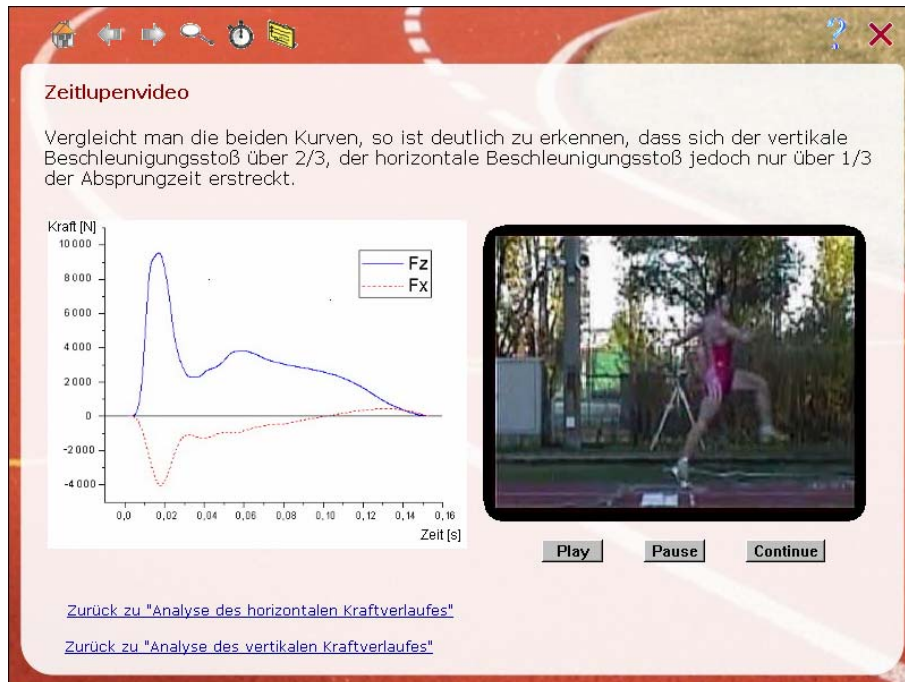 Zeitlupenvideo
Vergleicht man die beiden Kurven, so ist deutlich zu erkennen, dass sich der vertikale
Beschleunigungsstoß über 2/3, der horizontale Beschleunigungsstoß jedoch nur über 1/3
der Absprungzeit erstreckt.
Kraft [N]
10000
8000
6000
4000
2000
0
-2000
-4000
Fz
Fx
0,0 0,02 0,04 0,06 0,08 0,10 0,12 0,14 0,16
Zeit [s]
Play Pause Continue
Zurück zu "Analyse des horizontalen Kraftverlaufes"
Zurück zu "Analyse des vertikalen Kraftverlaufes"